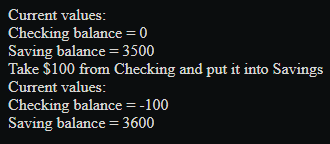 Current values:
Checking balance = 0
Saving balance = 3500
Take $100 from Checking and put it into Savings
Current values:
Checking balance = -100
Saving balance = 3600